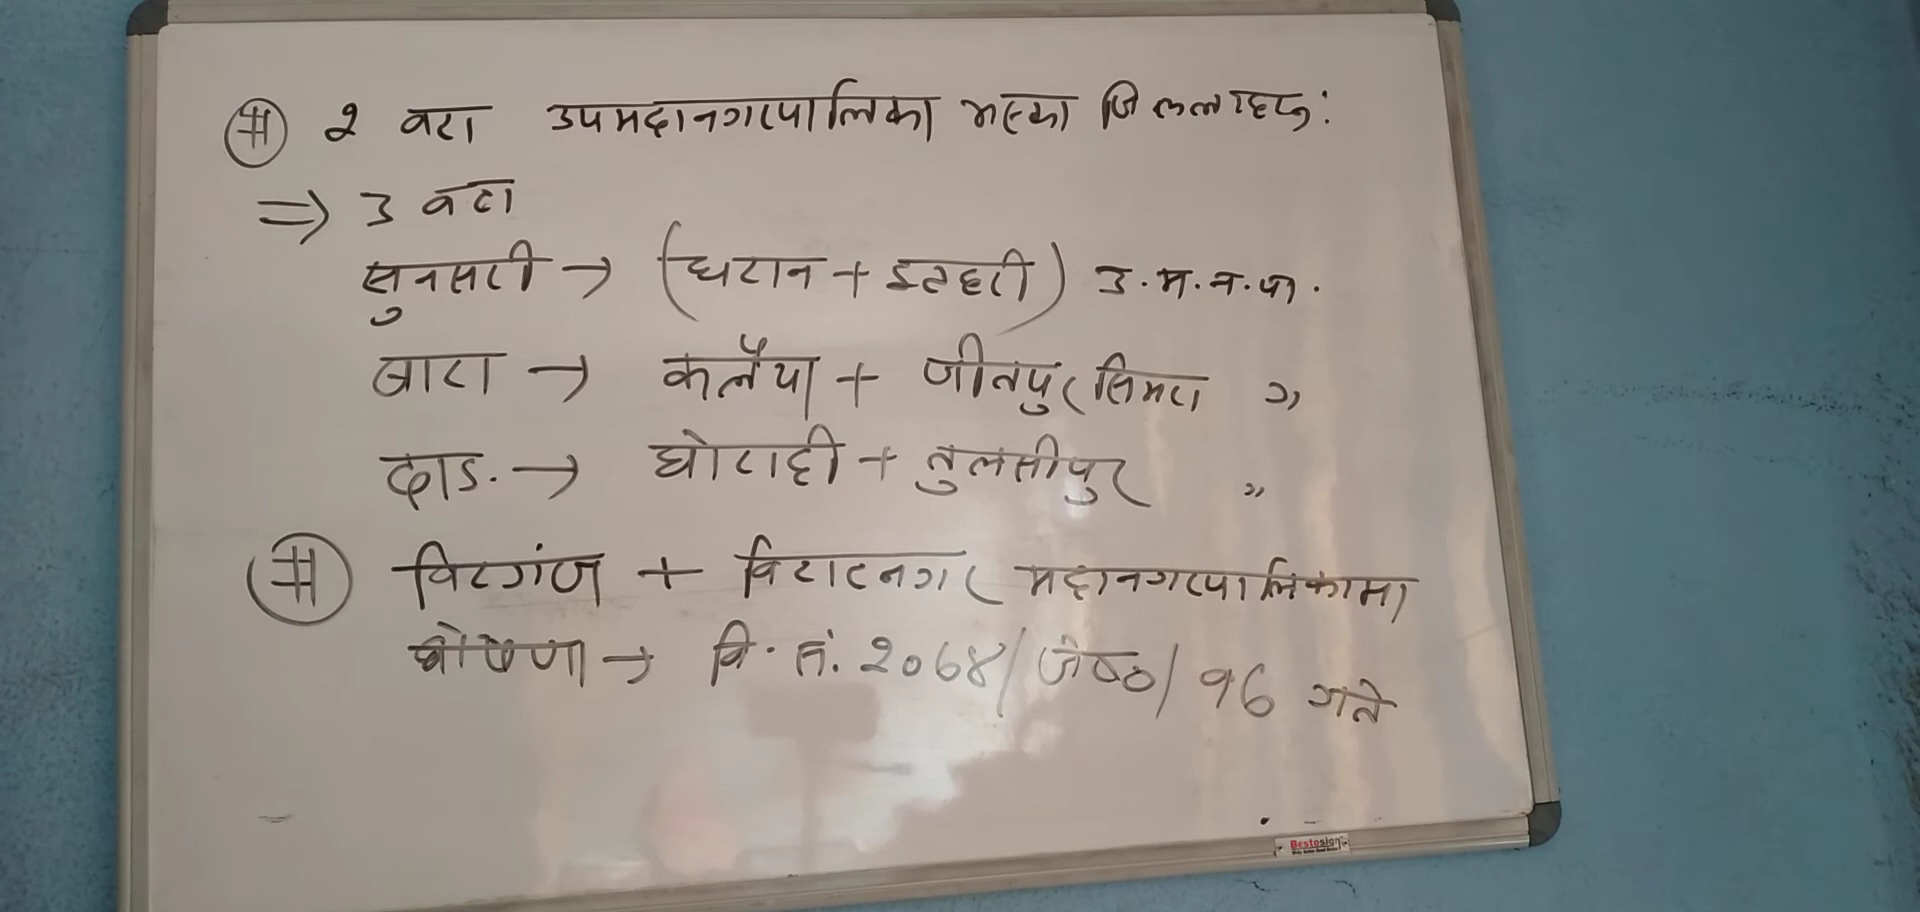 # २ वटा उपमहानगरपालिका भएका जिल्लाहरु:
⇒ ३ वटा
सुनसरी → (धरान + इटहरी) उ.म.न.पा.
बारा → कलैया + जीतपुर सिमरा "
दाङ → घोराही + तुलसीपुर "
# विरगंज + विराटनगर महानगरपालिकामा
घोषणा → वि.सं. २०७४/जेष्ठ/१६ गते
Bestosign